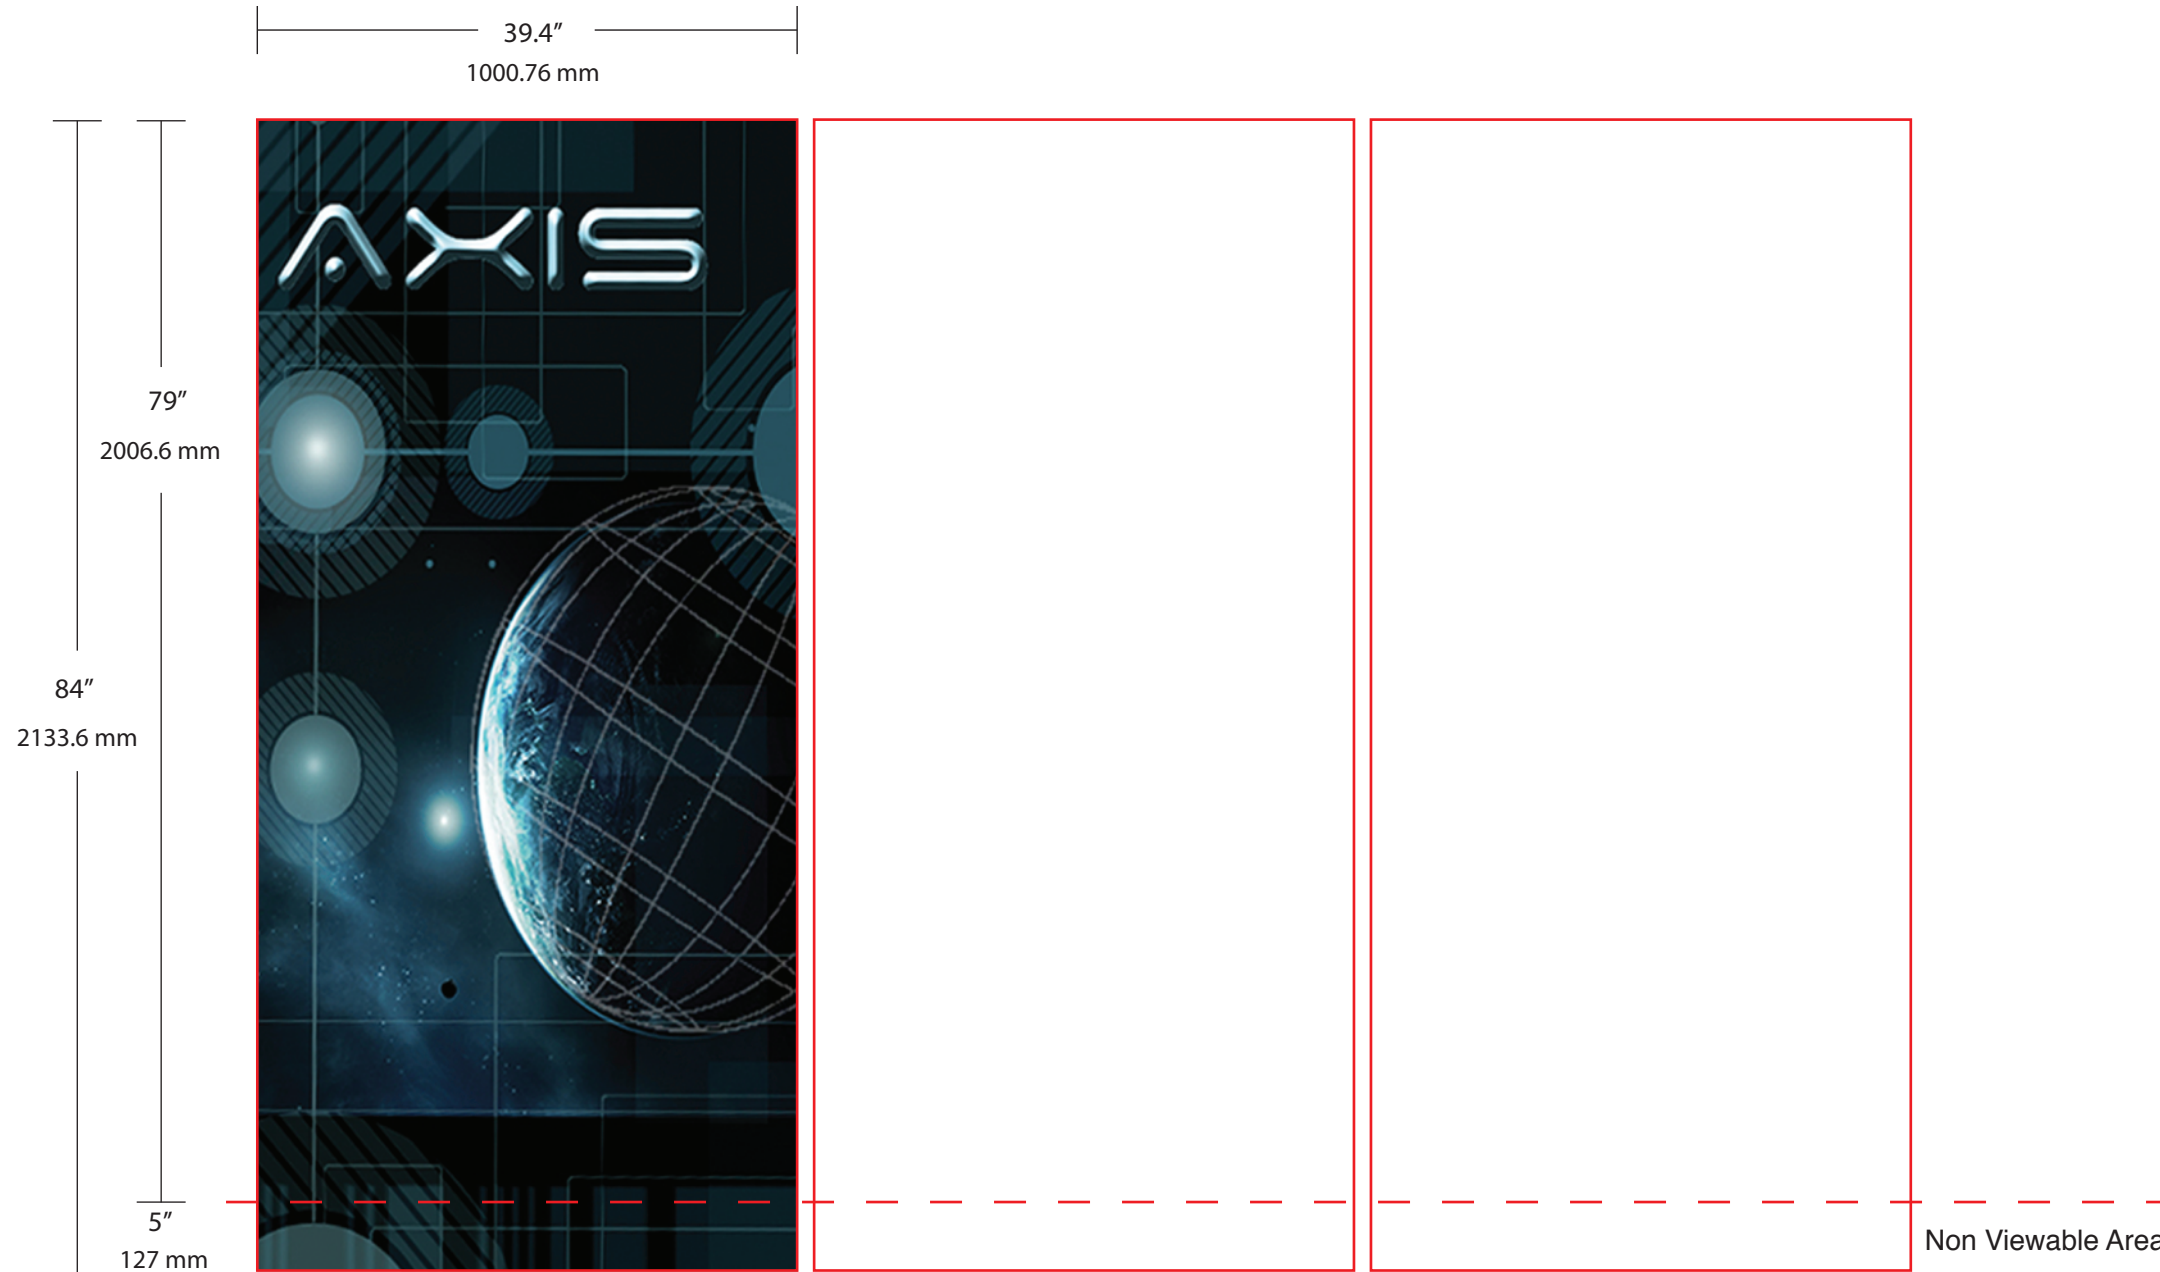 39.4″
1000.76 mm
AXIS
79″
2006.6 mm
84″
2133.6 mm
5″
127 mm
Non Viewable Area